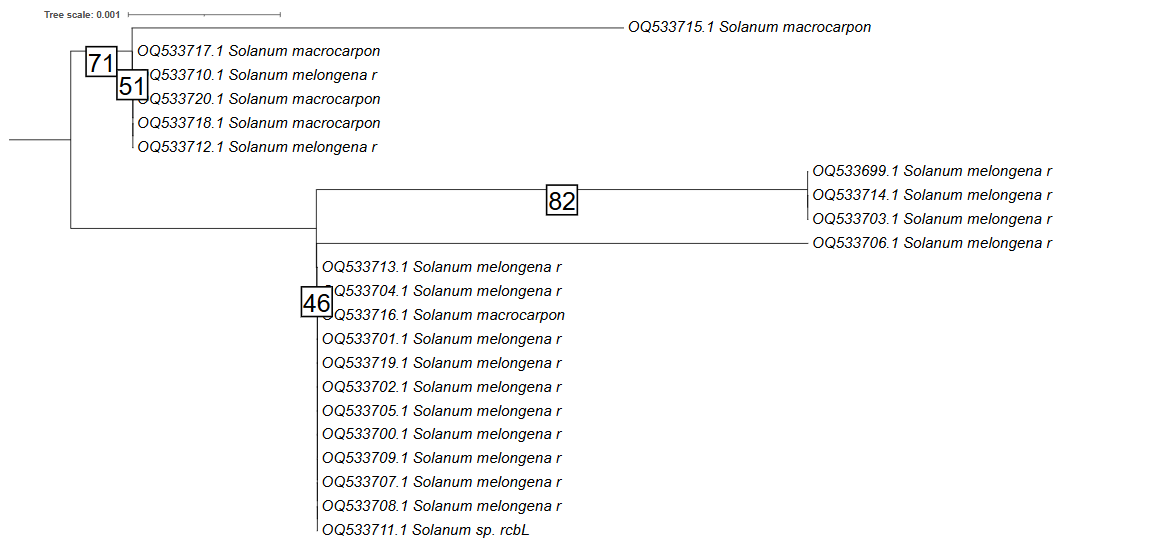 Tree scale: 0.001
OQ533715.1 Solanum macrocarpon
OQ533717.1 Solanum macrocarpon
71
OQ533710.1 Solanum melongena r
51
OQ533720.1 Solanum macrocarpon
OQ533718.1 Solanum macrocarpon
OQ533712.1 Solanum melongena r
OQ533699.1 Solanum melongena r
82
OQ533714.1 Solanum melongena r
OQ533703.1 Solanum melongena r
OQ533706.1 Solanum melongena r
OQ533713.1 Solanum melongena r
OQ533704.1 Solanum melongena r
46
OQ533716.1 Solanum macrocarpon
OQ533701.1 Solanum melongena r
OQ533719.1 Solanum melongena r
OQ533702.1 Solanum melongena r
OQ533705.1 Solanum melongena r
OQ533700.1 Solanum melongena r
OQ533709.1 Solanum melongena r
OQ533707.1 Solanum melongena r
OQ533708.1 Solanum melongena r
OQ533711.1 Solanum sp. rcbL